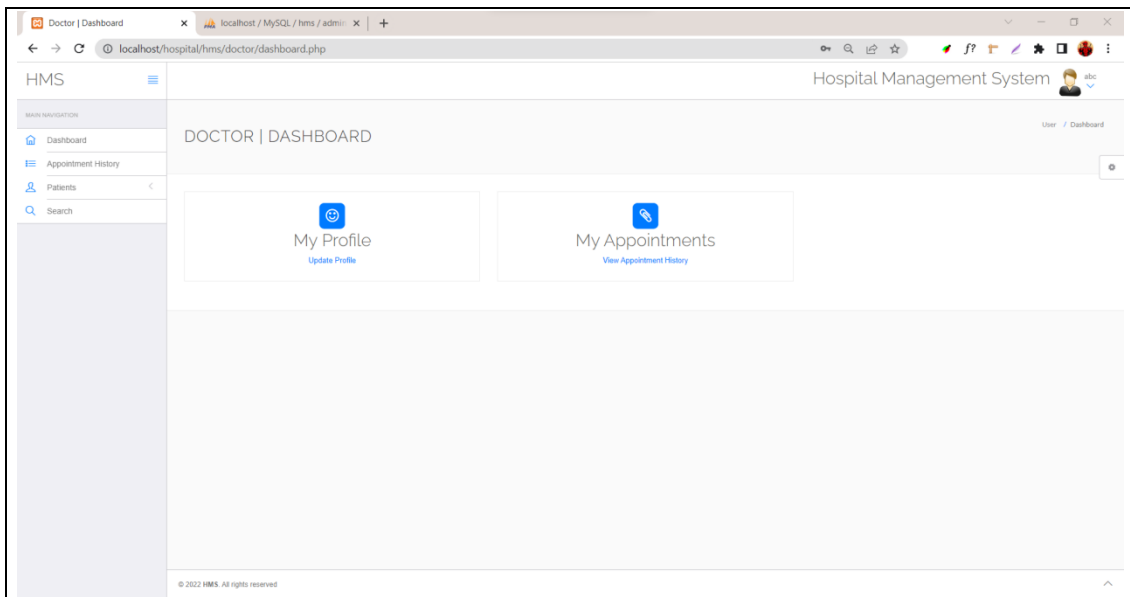 Doctor | Dashboard
localhost / MySQL / hms / admin
localhost/hospital/hms/doctor/dashboard.php
f?
HMS
Hospital Management System
abc
MAIN NAVIGATION
Dashboard
Appointment History
Patients
Search
DOCTOR | DASHBOARD
User / Dashboard
My Profile
Update Profile
My Appointments
View Appointment History
© 2022 HMS. All rights reserved